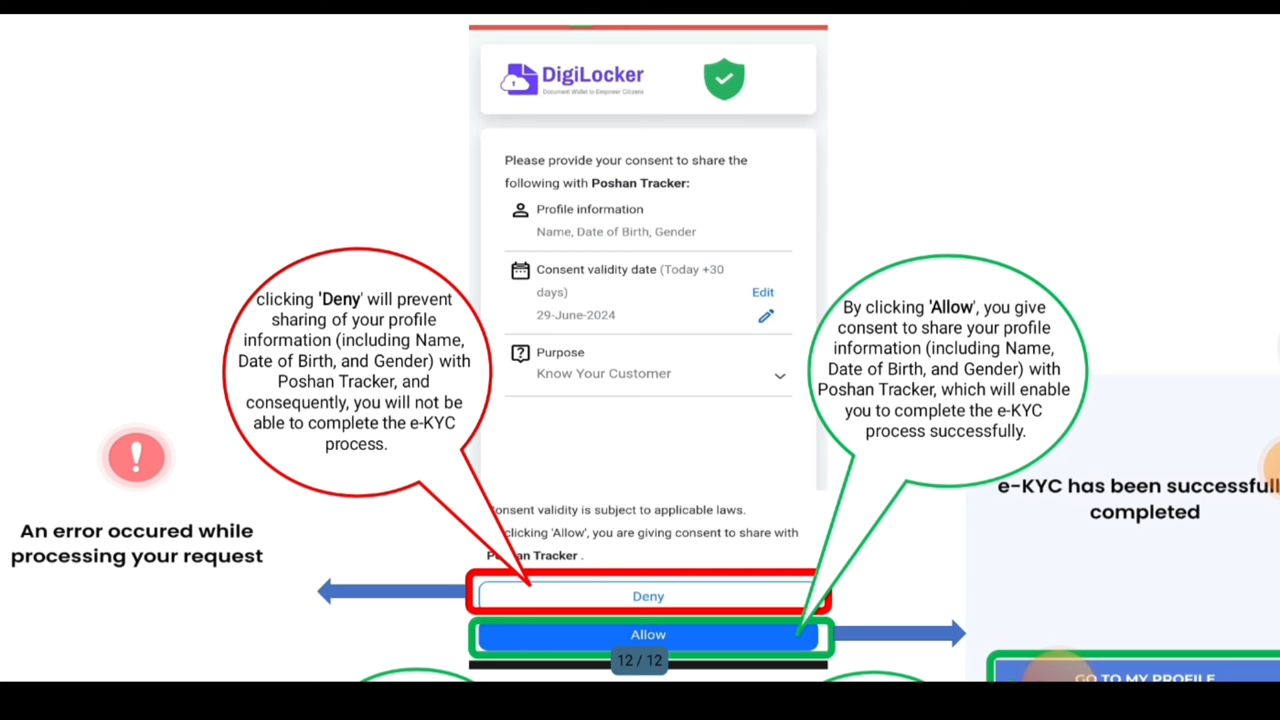 DigiLocker
Document Wallet to Empower Citizens
Please provide your consent to share the
following with Poshan Tracker:
Profile information
Name, Date of Birth, Gender
Consent validity date (Today +30
days)
Edit
29-June-2024
Purpose
Know Your Customer
clicking 'Deny' will prevent
sharing of your profile
information (including Name,
Date of Birth, and Gender) with
Poshan Tracker, and
consequently, you will not be
able to complete the e-KYC
process.
By clicking 'Allow', you give
consent to share your profile
information (including Name,
Date of Birth, and Gender) with
Poshan Tracker, which will enable
you to complete the e-KYC
process successfully.
An error occured while
processing your request
e-KYC has been successfull
completed
onsent validity is subject to applicable laws.
clicking 'Allow', you are giving consent to share with
an Tracker .
Deny
Allow
12 / 12
GO TO MY PROFILE